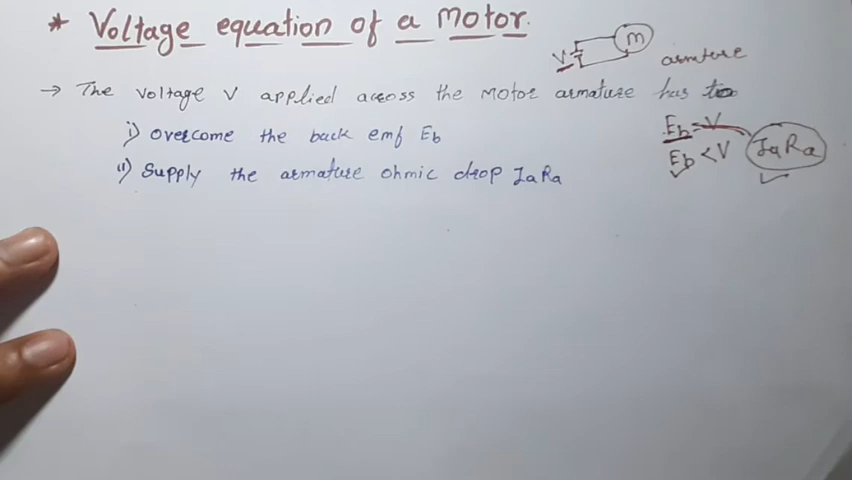 * Voltage equation of a Motor.
V M
armature
→ The voltage V applied across the motor armature has to
i) overcome the back emf Eb
Eb = V
ii) Supply the armature ohmic drop IaRa
Eb < V IaRa